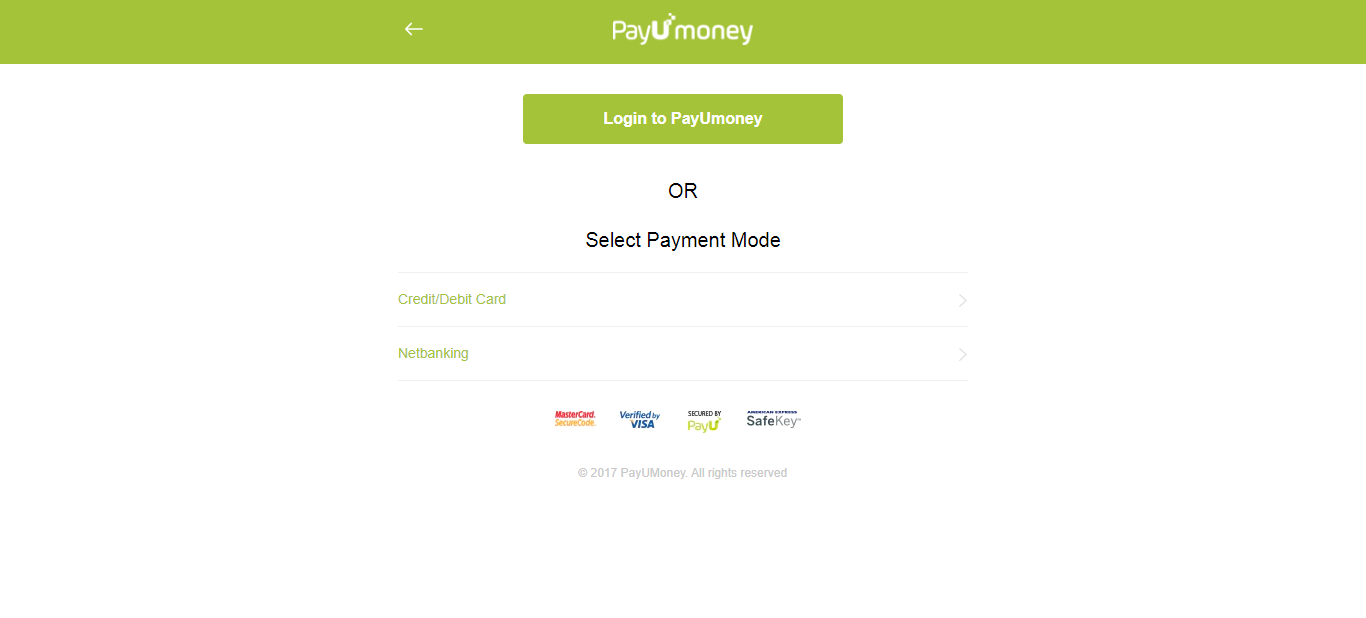 PayUmoney
Login to PayUmoney
OR
Select Payment Mode
Credit/Debit Card
Netbanking
MasterCard. SecureCode.
Verified by VISA
SECURED BY PayU
AMERICAN EXPRESS SafeKey
© 2017 PayUMoney. All rights reserved